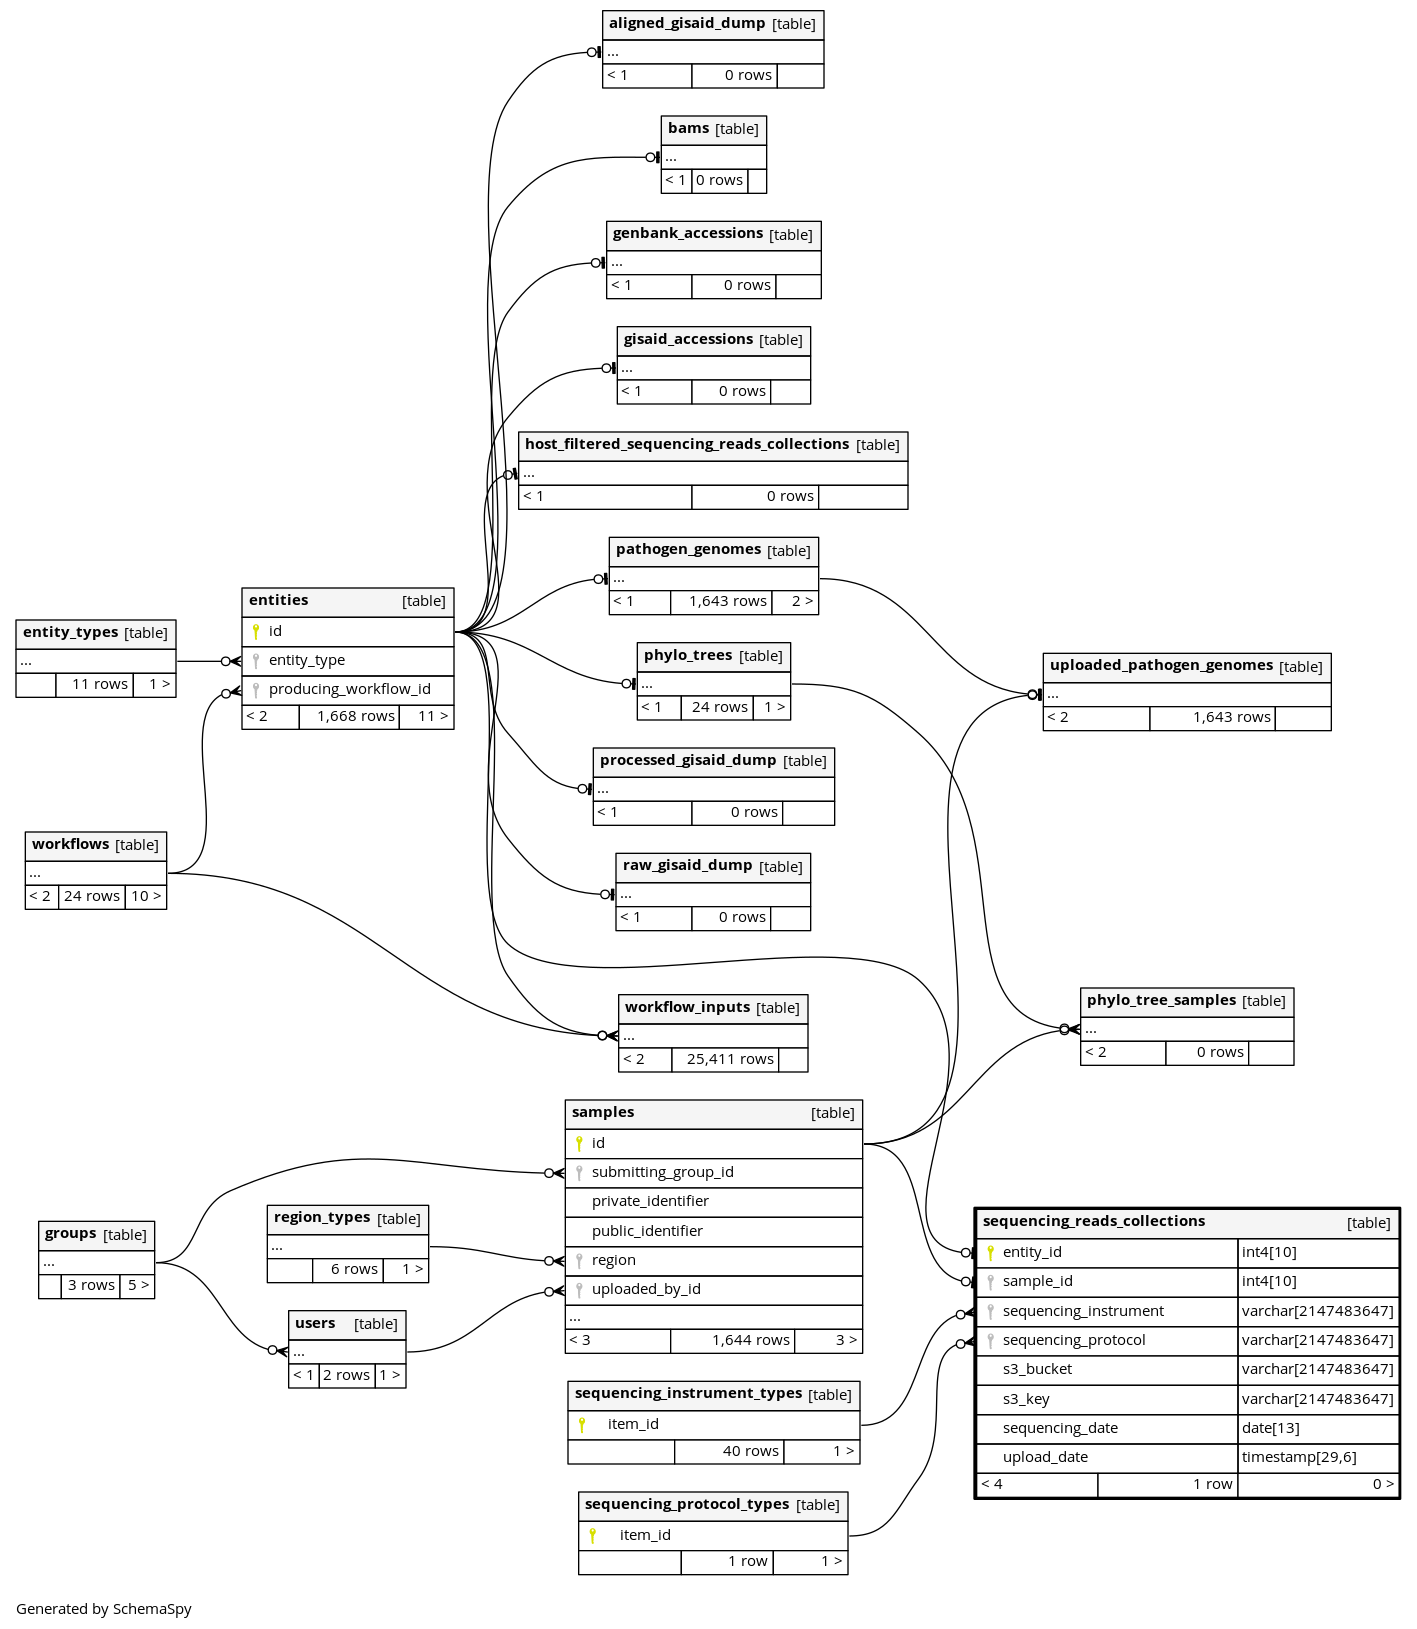 aligned_gisaid_dump [table]
...
< 1 0 rows
bams [table]
...
< 1 0 rows
genbank_accessions [table]
...
< 1 0 rows
gisaid_accessions [table]
...
< 1 0 rows
host_filtered_sequencing_reads_collections [table]
...
< 1 0 rows
pathogen_genomes [table]
...
< 1 1,643 rows 2 >
entities [table]
id
entity_type
producing_workflow_id
< 2 1,668 rows 11 >
entity_types [table]
...
11 rows 1 >
phylo_trees [table]
...
< 1 24 rows 1 >
uploaded_pathogen_genomes [table]
...
< 2 1,643 rows
processed_gisaid_dump [table]
...
< 1 0 rows
workflows [table]
...
< 2 24 rows 10 >
raw_gisaid_dump [table]
...
< 1 0 rows
workflow_inputs [table]
...
< 2 25,411 rows
phylo_tree_samples [table]
...
< 2 0 rows
samples [table]
id
submitting_group_id
private_identifier
public_identifier
region
uploaded_by_id
...
< 3 1,644 rows 3 >
groups [table]
...
3 rows 5 >
region_types [table]
...
6 rows 1 >
users [table]
...
< 1 2 rows 1 >
sequencing_reads_collections [table]
entity_id int4[10]
sample_id int4[10]
sequencing_instrument varchar[2147483647]
sequencing_protocol varchar[2147483647]
s3_bucket varchar[2147483647]
s3_key varchar[2147483647]
sequencing_date date[13]
upload_date timestamp[29,6]
< 4 1 row 0 >
sequencing_instrument_types [table]
item_id
40 rows 1 >
sequencing_protocol_types [table]
item_id
1 row 1 >
Generated by SchemaSpy